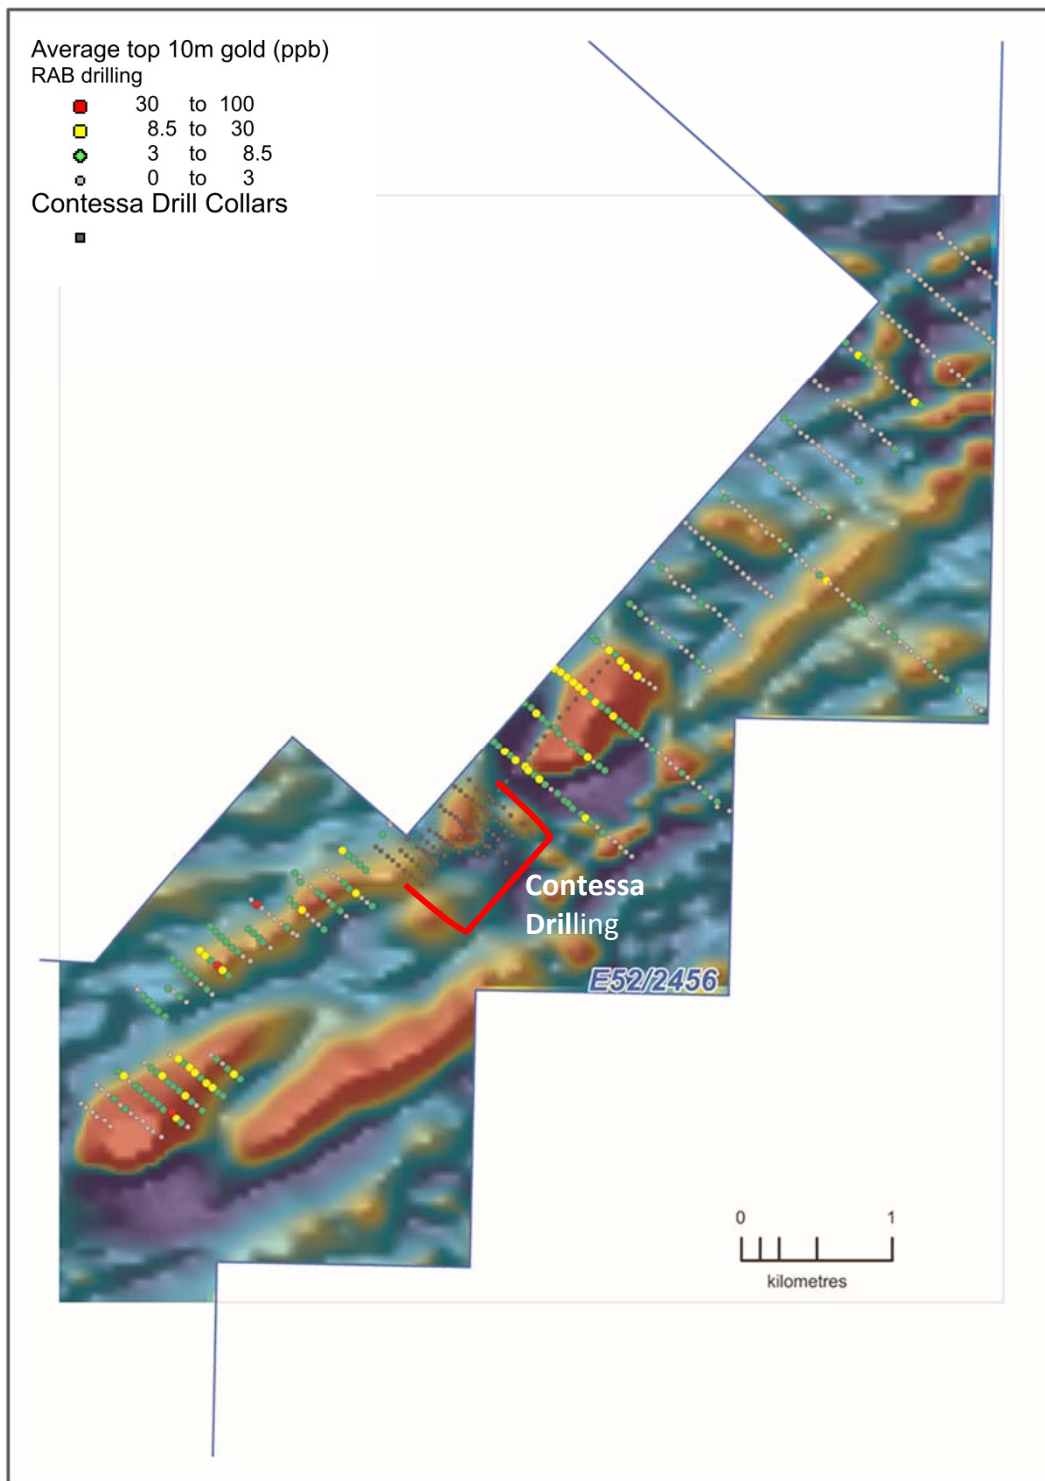 Average top 10m gold (ppb)
RAB drilling
30 to 100
8.5 to 30
3 to 8.5
0 to 3
Contessa Drill Collars
Contessa
Drilling
E52/2456
0 1
kilometres